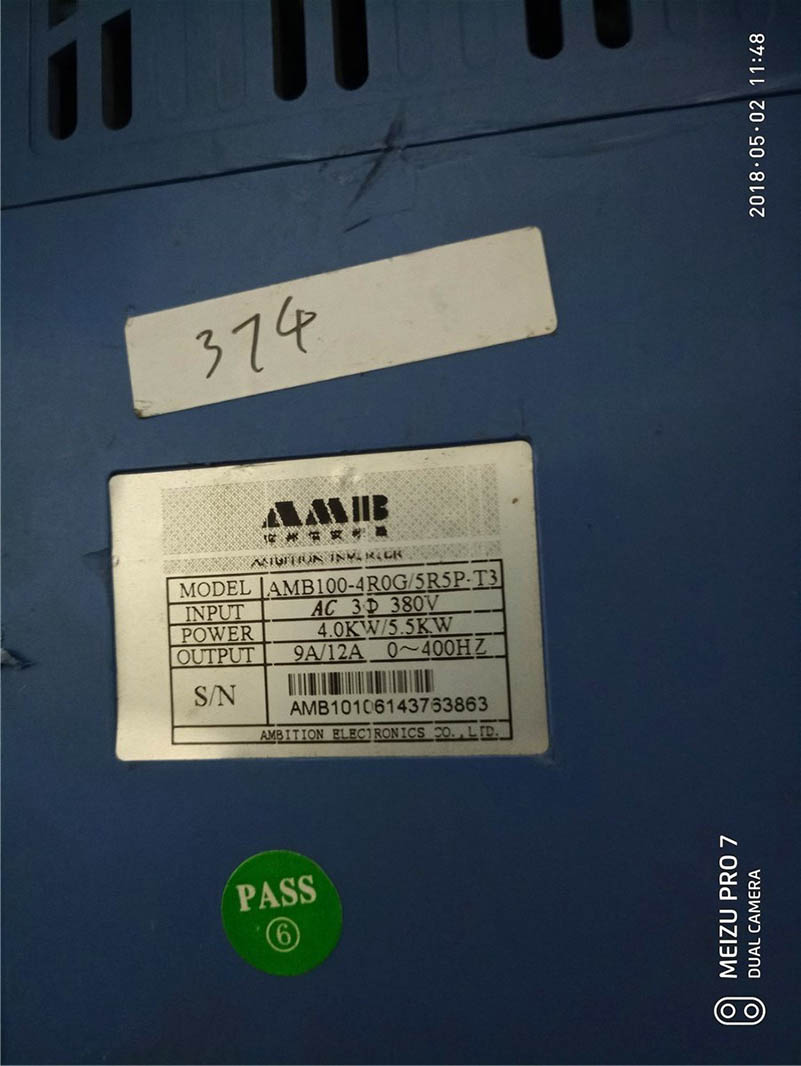 374
AMB
AMBITION INVERTER
MODEL AMB100-4R0G/5R5P-T3
INPUT AC 3Φ 380V
POWER 4.0KW/5.5KW
OUTPUT 9A/12A 0~400HZ
S/N AMB10106143763863
AMBITION ELECTRONICS CO.,LTD.
PASS
6
2018·05·02 11:48
MEIZU PRO 7
DUAL CAMERA